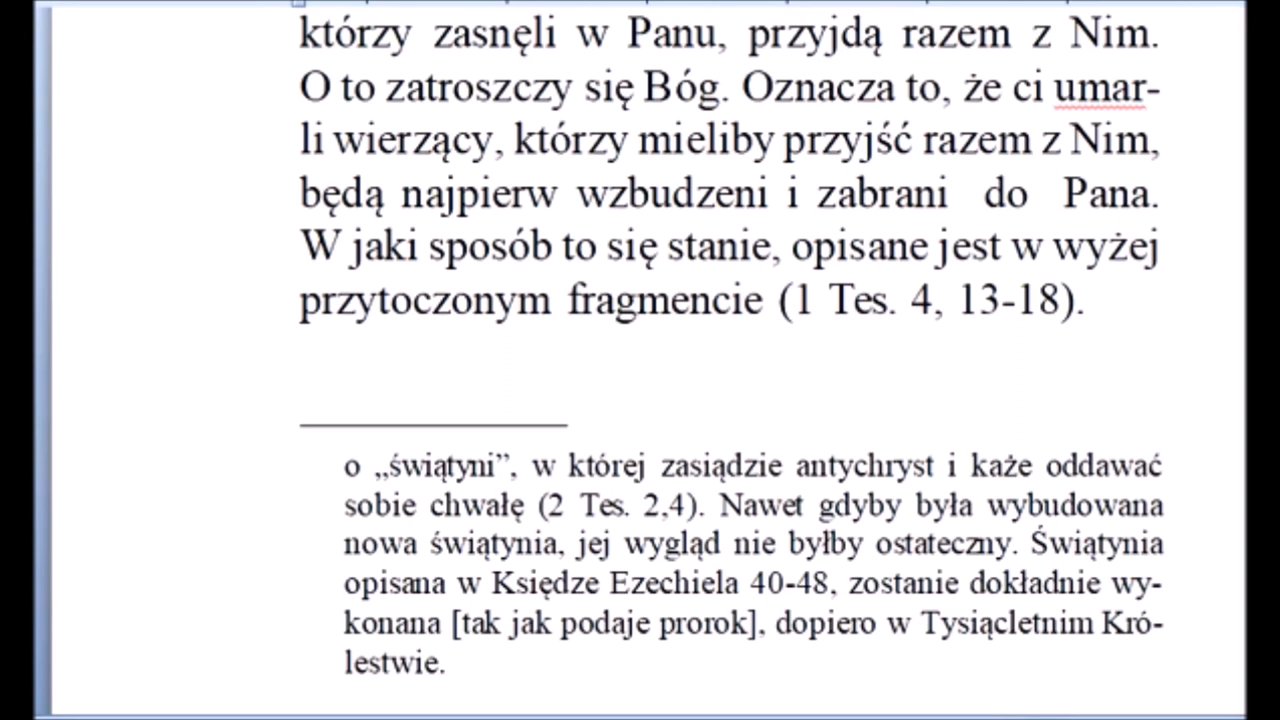 którzy zasnęli w Panu, przyjdą razem z Nim.
O to zatroszczy się Bóg. Oznacza to, że ci umar-
li wierzący, którzy mieliby przyjść razem z Nim,
będą najpierw wzbudzeni i zabrani do Pana.
W jaki sposób to się stanie, opisane jest w wyżej
przytoczonym fragmencie (1 Tes. 4, 13-18).
o „świątyni”, w której zasiądzie antychryst i każe oddawać
sobie chwałę (2 Tes. 2,4). Nawet gdyby była wybudowana
nowa świątynia, jej wygląd nie byłby ostateczny. Świątynia
opisana w Księdze Ezechiela 40-48, zostanie dokładnie wy-
konana [tak jak podaje prorok], dopiero w Tysiącletnim Kró-
lestwie.